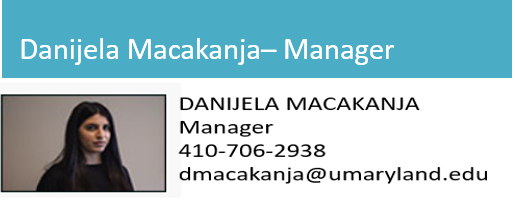 Danijela Macakanja– Manager
DANIJELA MACAKANJA
Manager
410-706-2938
dmacakanja@umaryland.edu